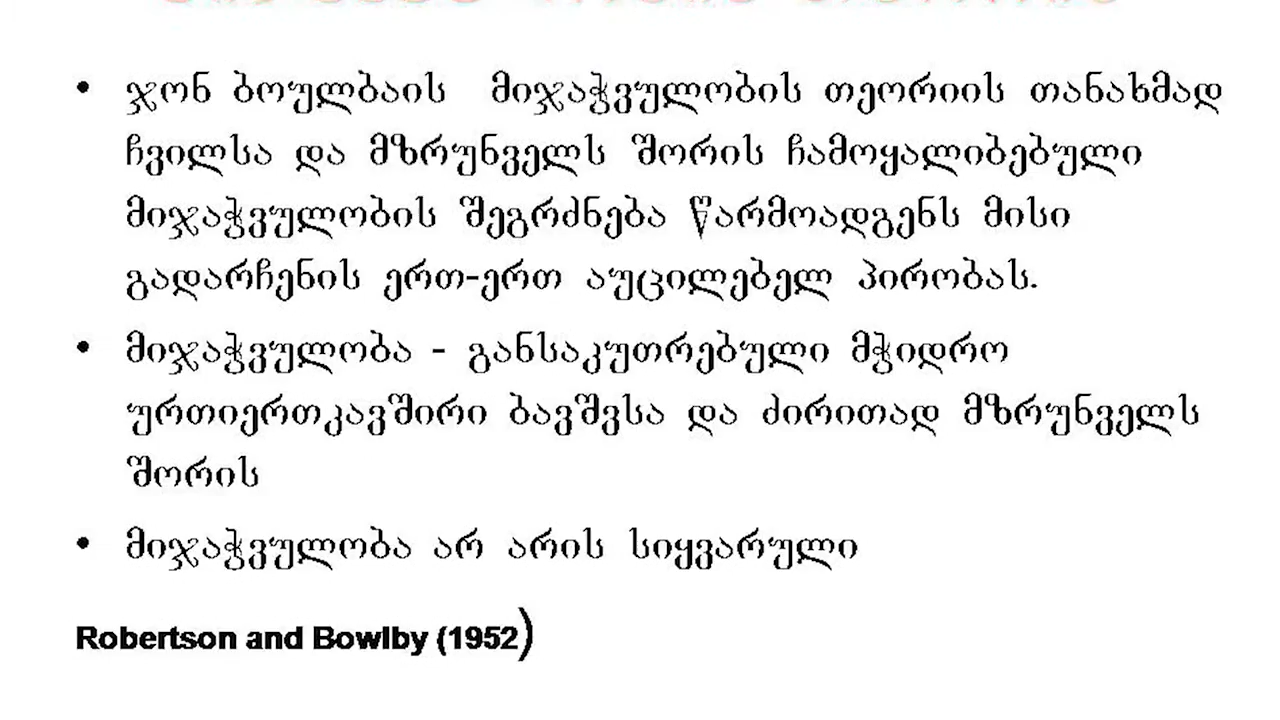 • ჯონ ბოულბაის მიჯაჭვულობის თეორიის თანახმად
ჩვილსა და მზრუნველს შორის ჩამოყალიბებული
მიჯაჭვულობის შეგრძნება წარმოადგენს მისი
გადარჩენის ერთ-ერთ აუცილებელ პირობას.
• მიჯაჭვულობა - განსაკუთრებული მჭიდრო
ურთიერთკავშირი ბავშვსა და ძირითად მზრუნველს
შორის
• მიჯაჭვულობა არ არის სიყვარული
Robertson and Bowlby (1952)